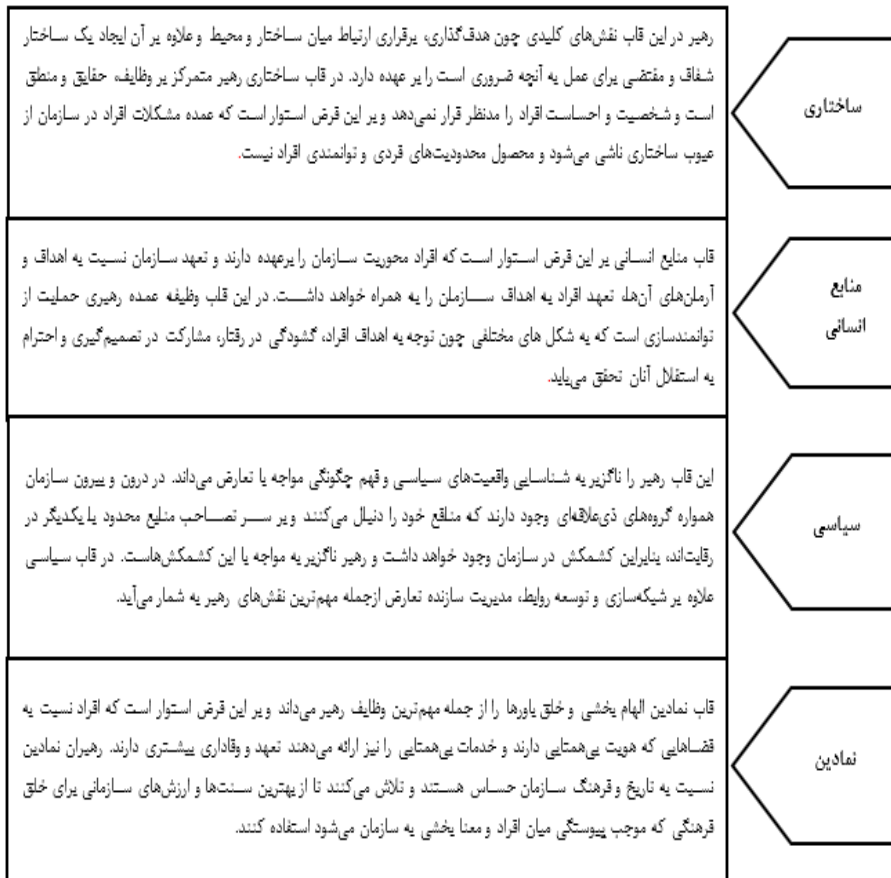 ساختاری
رهبر در این قاب نقش‌های کلیدی چون هدف‌گذاری، برقراری ارتباط میان ساختار و محیط و علاوه بر آن ایجاد یک ساختار
شفاف و مقتضی برای عمل به آنچه ضروری است را بر عهده دارد. در قاب ساختاری رهبر متمرکز بر وظایف، حقایق و منطق
است و شخصیت و احساست افراد را مدنظر قرار نمی‌دهد و بر این فرض استوار است که عمده مشکلات افراد در سازمان از
عیوب ساختاری ناشی می‌شود و محصول محدودیت‌های فردی و توانمندی افراد نیست.
منابع
انسانی
قاب منابع انسانی بر این فرض استوار است که افراد محوریت سازمان را برعهده دارند و تعهد سازمان نسبت به اهداف و
آرمان‌های آن‌ها، تعهد افراد به اهداف سازمان را به همراه خواهد داشت. در این قاب وظیفه عمده رهبری حمایت از
توانمندسازی است که به شکل های مختلفی چون توجه به اهداف افراد، گشودگی در رفتار، مشارکت در تصمیم‌گیری و احترام
به استقلال آنان تحقق می‌یابد.
سیاسی
این قاب رهبر را ناگزیر به شناسایی واقعیت‌های سیاسی و فهم چگونگی مواجه با تعارض می‌داند. در درون و بیرون سازمان
همواره گروه‌های ذی‌علاقه‌ای وجود دارند که منافع خود را دنبال می‌کنند و بر سر تصاحب منابع محدود با یکدیگر در
رقابت‌اند، بنابراین کشمکش در سازمان وجود خواهد داشت و رهبر ناگزیر به مواجه با این کشمکش‌هاست. در قاب سیاسی
علاوه بر شبکه‌سازی و توسعه روابط، مدیریت سازنده تعارض ازجمله مهم‌ترین نقش‌های رهبر به شمار می‌آید.
نمادین
قاب نمادین الهام بخشی و خلق باورها را از جمله مهم‌ترین وظایف رهبر می‌داند و بر این فرض استوار است که افراد نسبت به
فضاهایی که هویت بی‌همتایی دارند و خدمات بی‌همتایی را نیز ارائه می‌دهند تعهد و وفاداری بیشتری دارند. رهبران نمادین
نسبت به تاریخ و فرهنگ سازمان حساس هستند و تلاش می‌کنند تا از بهترین سنت‌ها و ارزش‌های سازمانی برای خلق
فرهنگی که موجب پیوستگی میان افراد و معنا بخشی به سازمان می‌شود استفاده کنند.